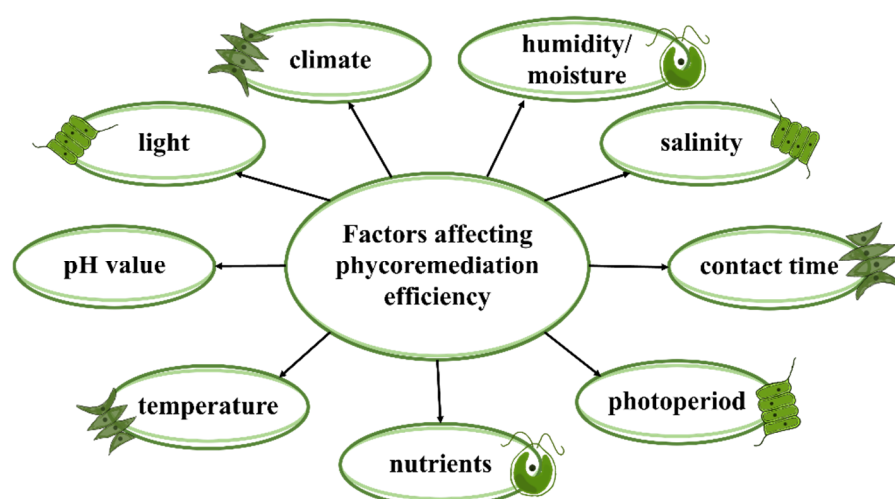 climate
humidity/
moisture
light
salinity
Factors affecting
phycoremediation
efficiency
pH value
contact time
temperature
photoperiod
nutrients